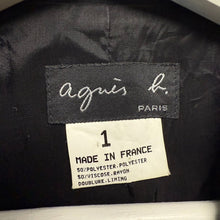 agnès b.
PARIS
1
MADE IN FRANCE
50/POLYESTER.POLYESTER
50/VISCOSE.RAYON
DOUBLURE.LINING